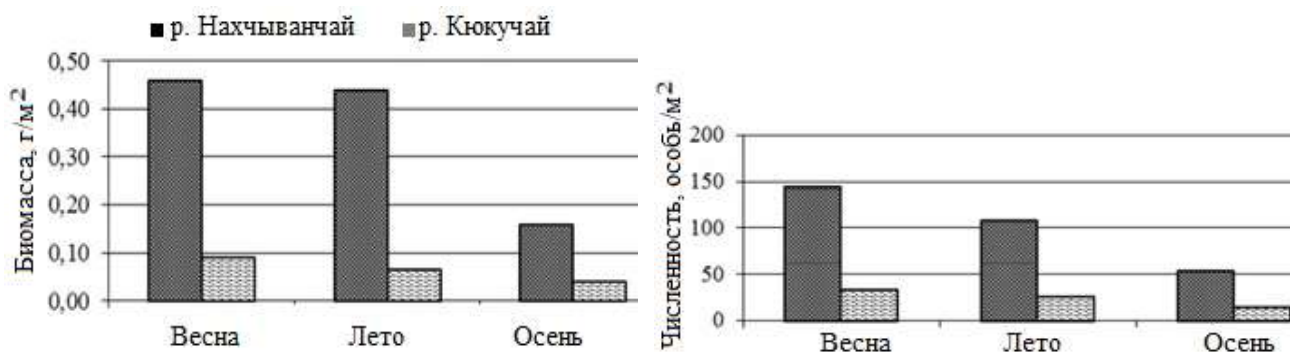 р. Нахчыванчай р. Кюкучай
Биомасса, г/м²
0,50
0,40
0,30
0,20
0,10
0,00
Весна Лето Осень
Численность, особь/м²
200
150
100
50
0
Весна Лето Осень